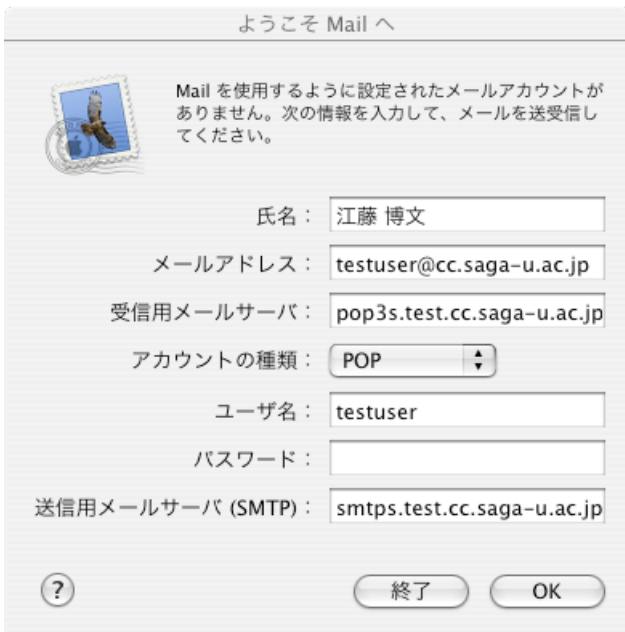 ようこそ Mail へ
Mail を使用するように設定されたメールアカウントが
ありません。次の情報を入力して、メールを送受信し
てください。
氏名： 江藤 博文
メールアドレス： testuser@cc.saga-u.ac.jp
受信用メールサーバ： pop3s.test.cc.saga-u.ac.jp
アカウントの種類： POP
ユーザ名： testuser
パスワード：
送信用メールサーバ (SMTP)： smtps.test.cc.saga-u.ac.jp
? 終了 OK